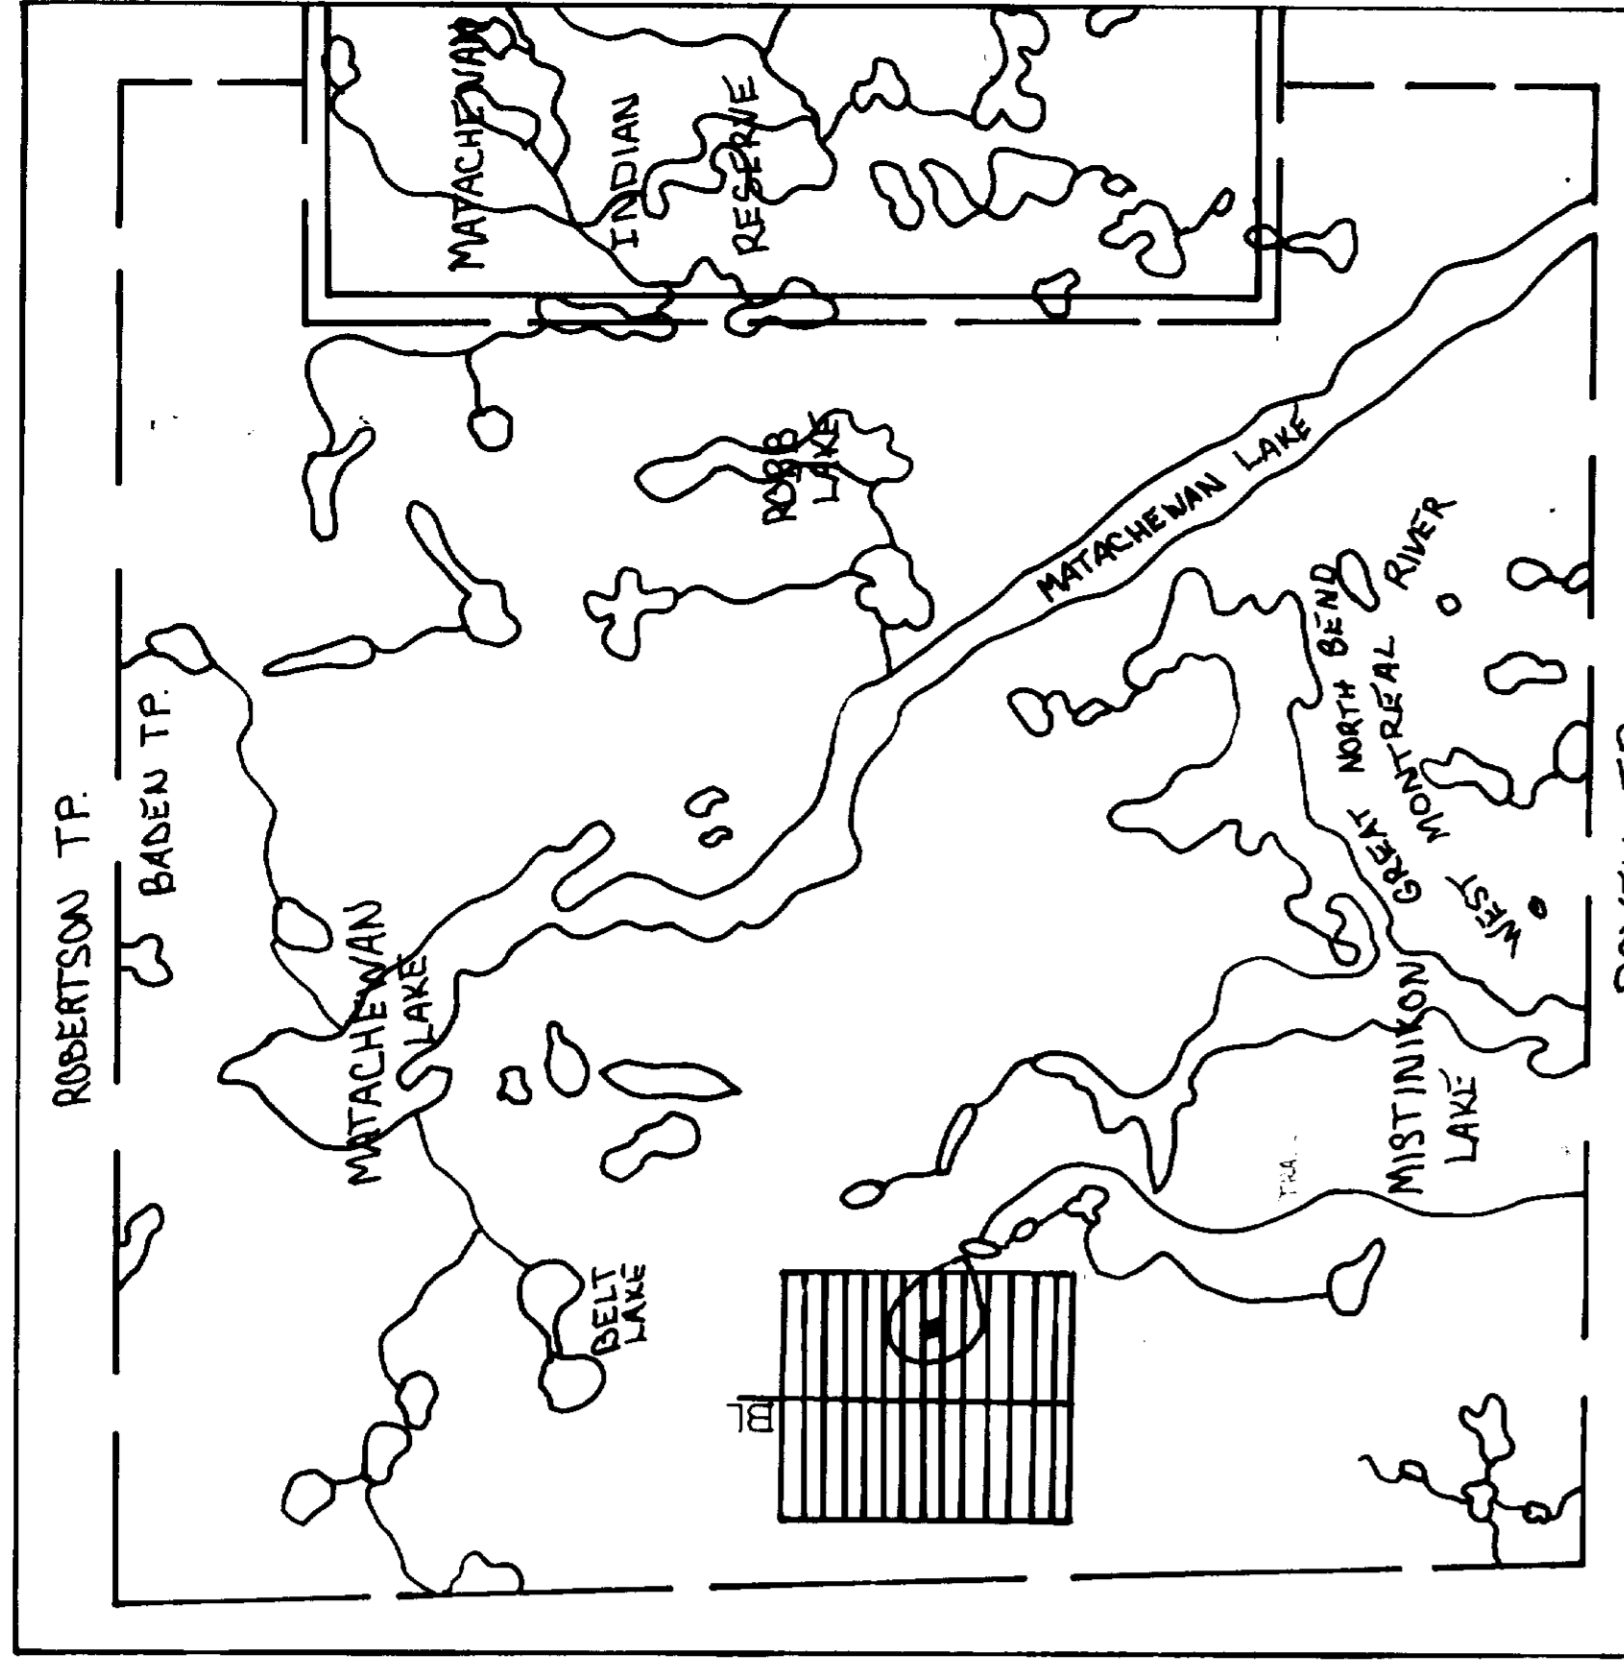 ROBERTSON TP.
BADEN TP.
MATACHEWAN
INDIAN
RESERVE
MATACHEWAN
LAKE
ROBB
LAKE
MATACHEWAN LAKE
BELT
LAKE
BL
GREAT NORTH BEND
WEST MONTREAL RIVER
MISTINIKON
LAKE
TRA.